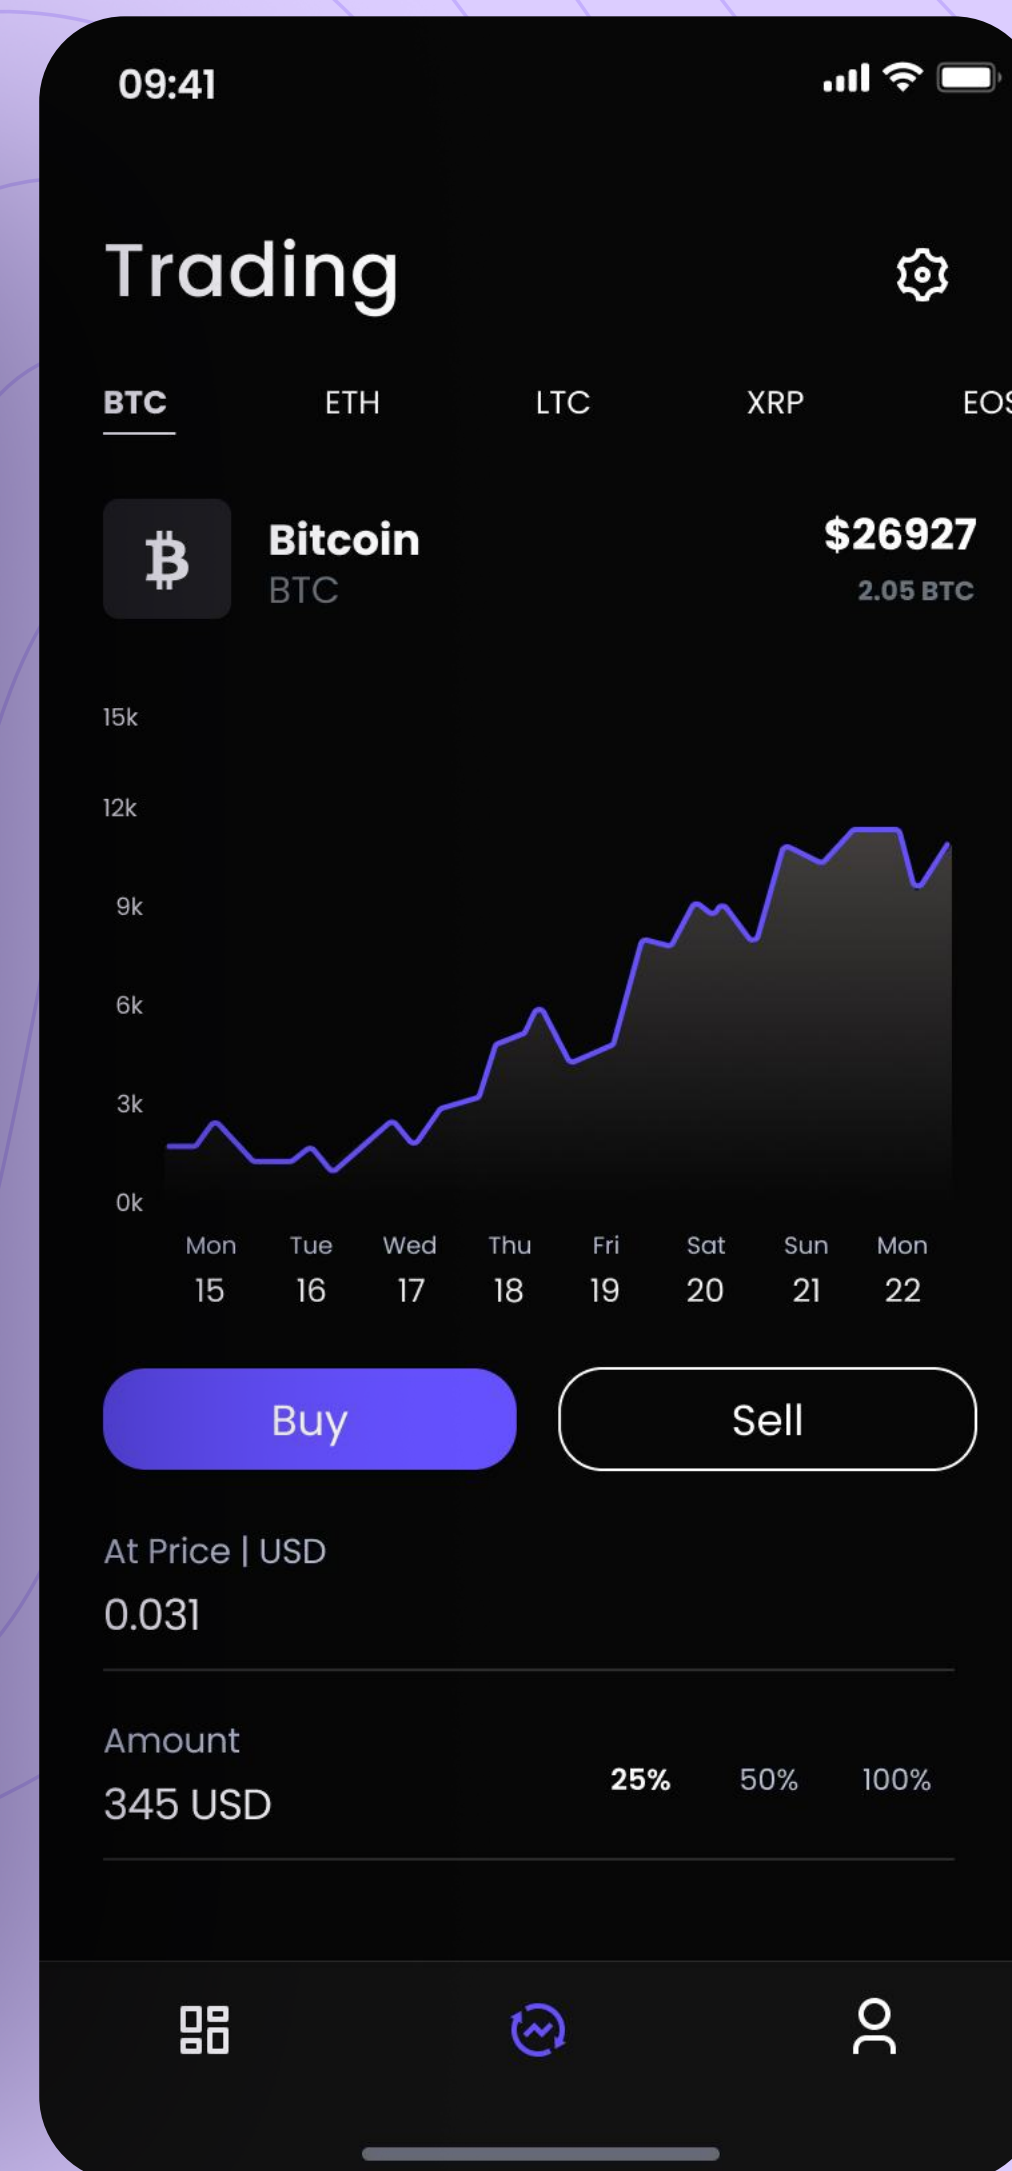 09:41
Trading
BTC ETH LTC XRP EOS
Bitcoin $26927
BTC 2.05 BTC
15k
12k
9k
6k
3k
0k
Mon Tue Wed Thu Fri Sat Sun Mon
15 16 17 18 19 20 21 22
Buy Sell
At Price | USD
0.031
Amount
25% 50% 100%
345 USD